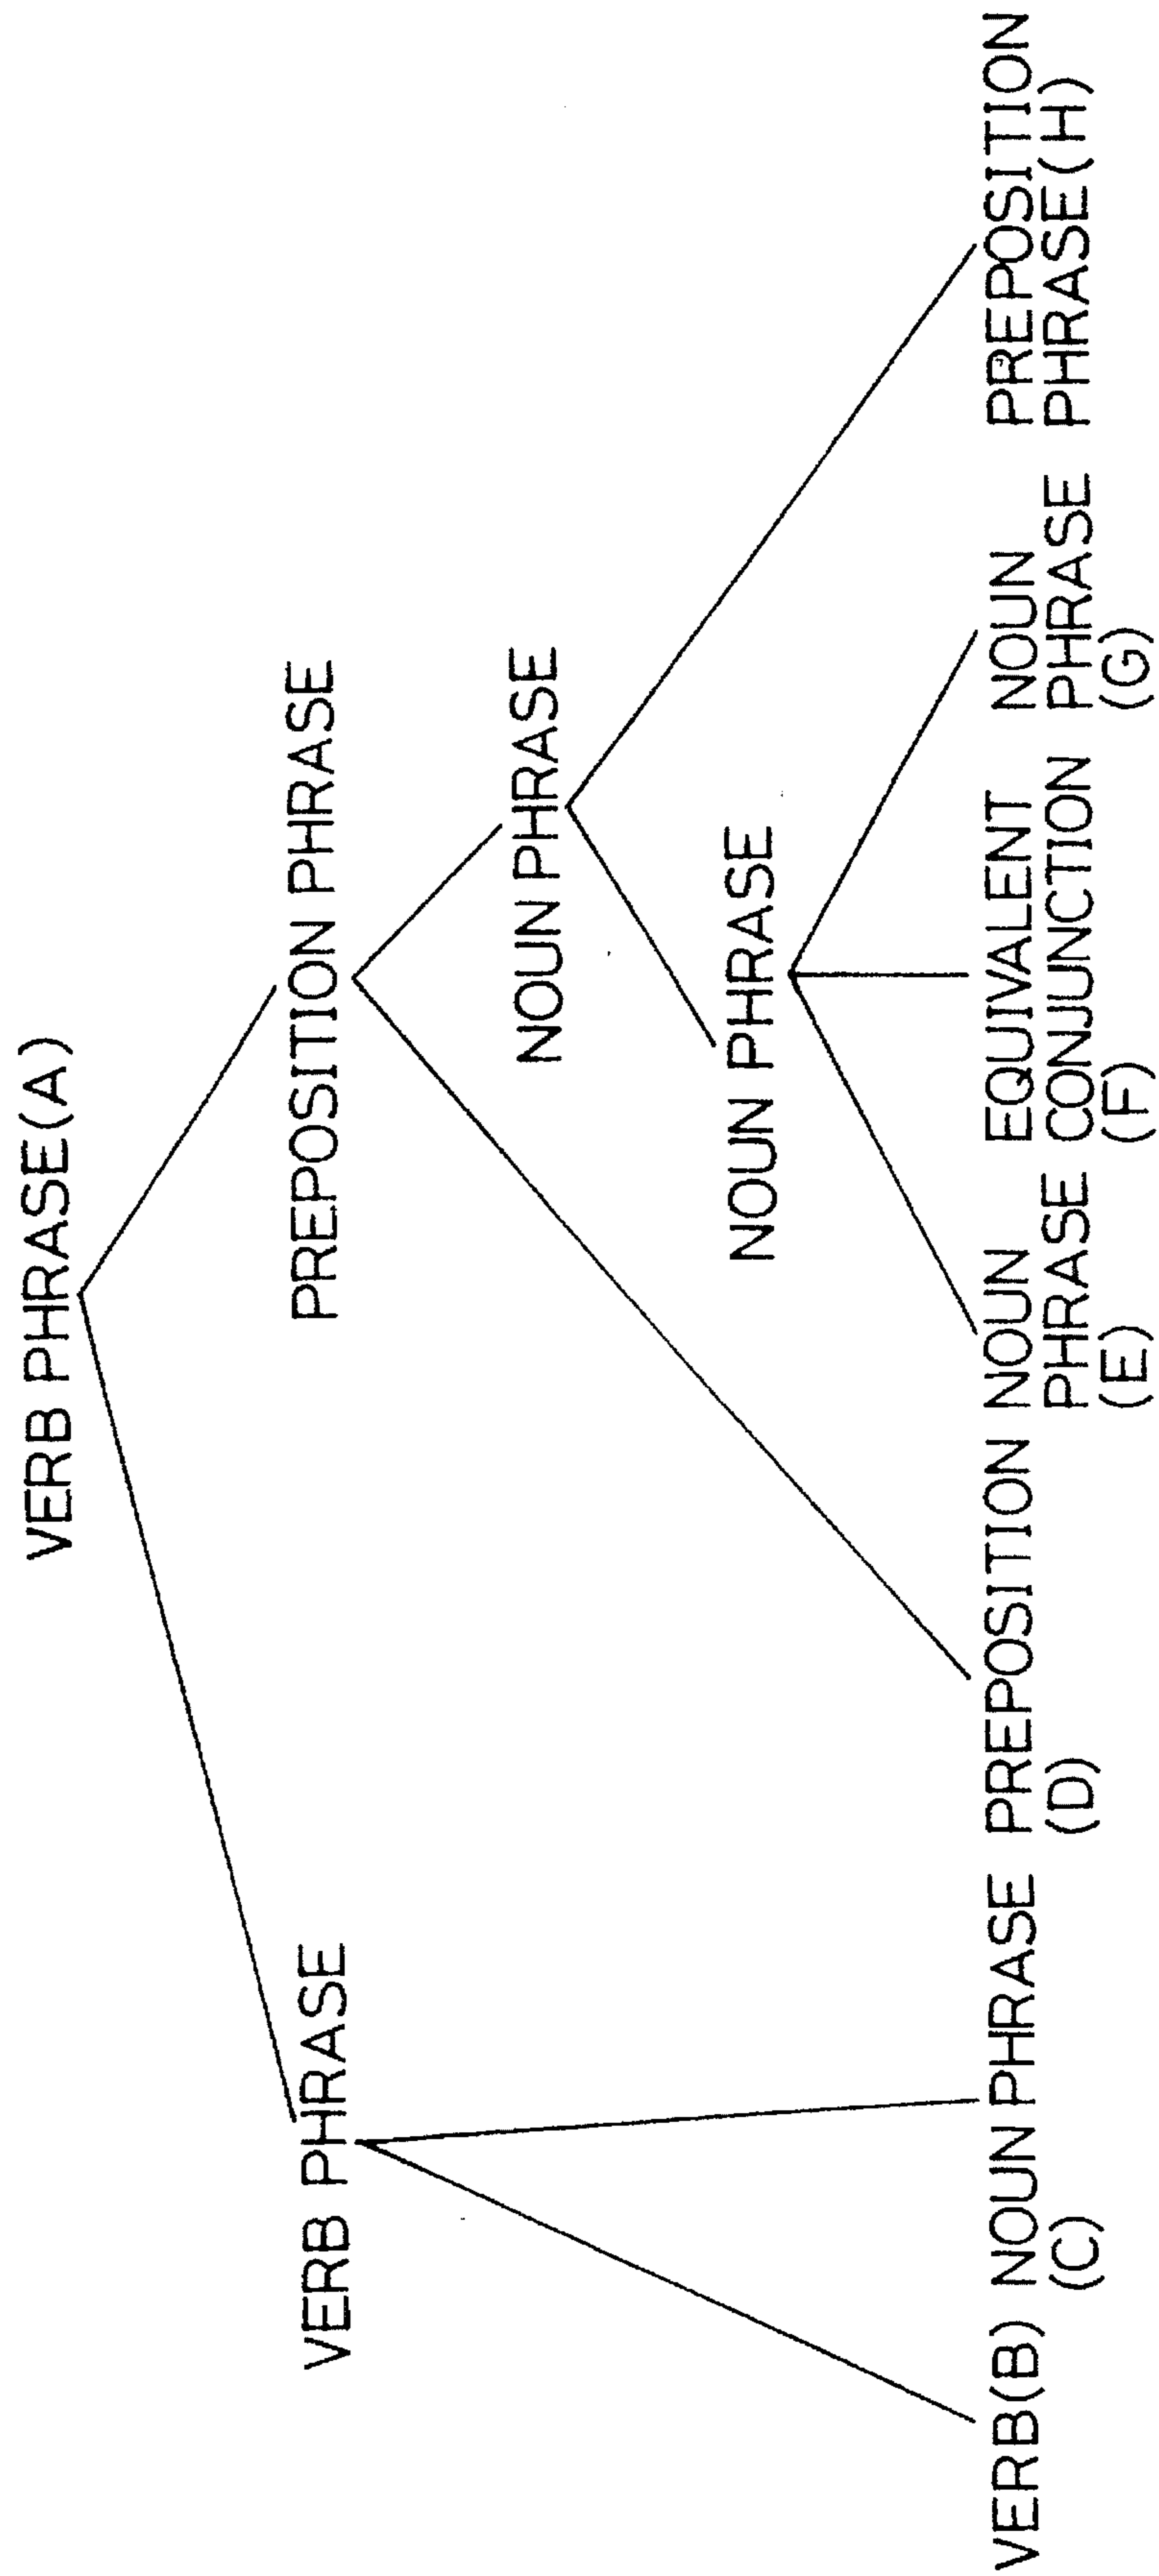 VERB PHRASE(A)
VERB PHRASE
PREPOSITION PHRASE
NOUN PHRASE
NOUN PHRASE
VERB(B)
NOUN PHRASE
(C)
PREPOSITION
(D)
NOUN
PHRASE
(E)
EQUIVALENT
CONJUNCTION
(F)
NOUN
PHRASE
(G)
PREPOSITION
PHRASE(H)